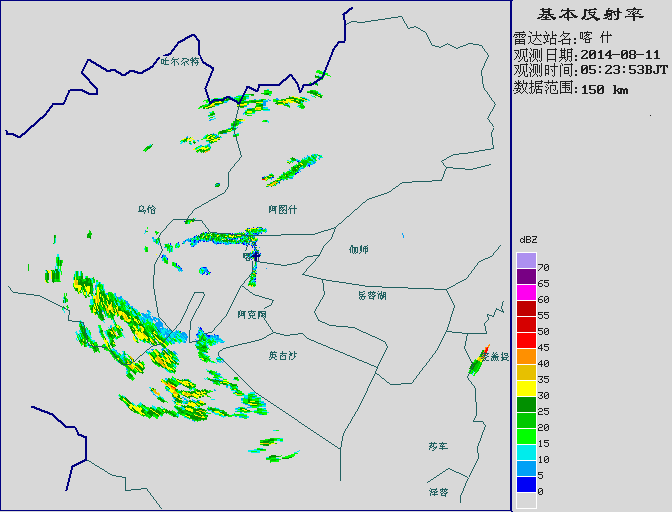 基本反射率
雷达站名:喀 什
观测日期:2014-08-11
观测时间:05:23:53BJT
数据范围:150 km
吐尔尕特
乌恰
阿图什
伽师
岳普湖
阿克陶
英吉沙
麦盖提
莎车
泽普
dBZ
70
65
60
55
50
45
40
35
30
25
20
15
10
5
0